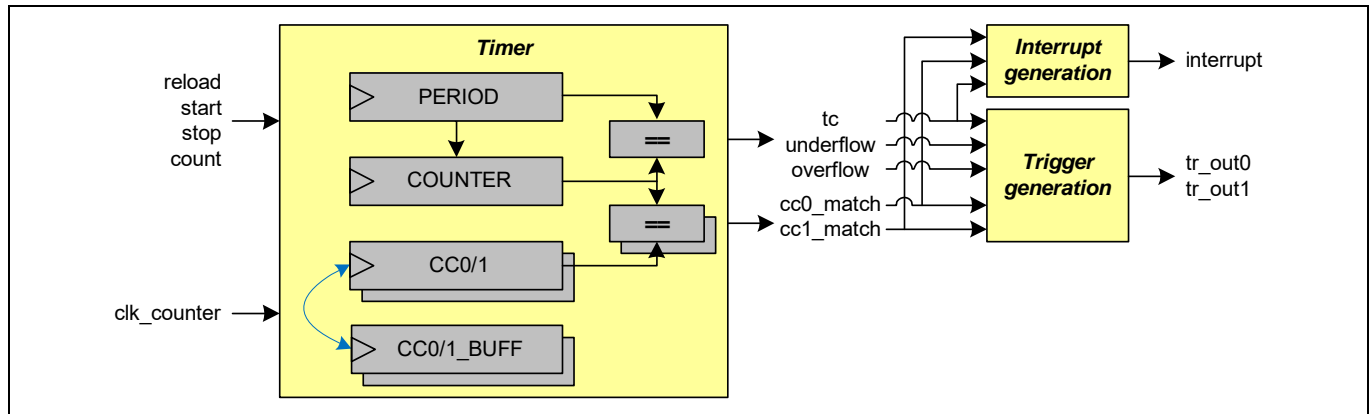 reload
start
stop
count
clk_counter
Timer
PERIOD
COUNTER
CC0/1
CC0/1_BUFF
==
==
tc
underflow
overflow
cc0_match
cc1_match
Interrupt
generation
Trigger
generation
interrupt
tr_out0
tr_out1